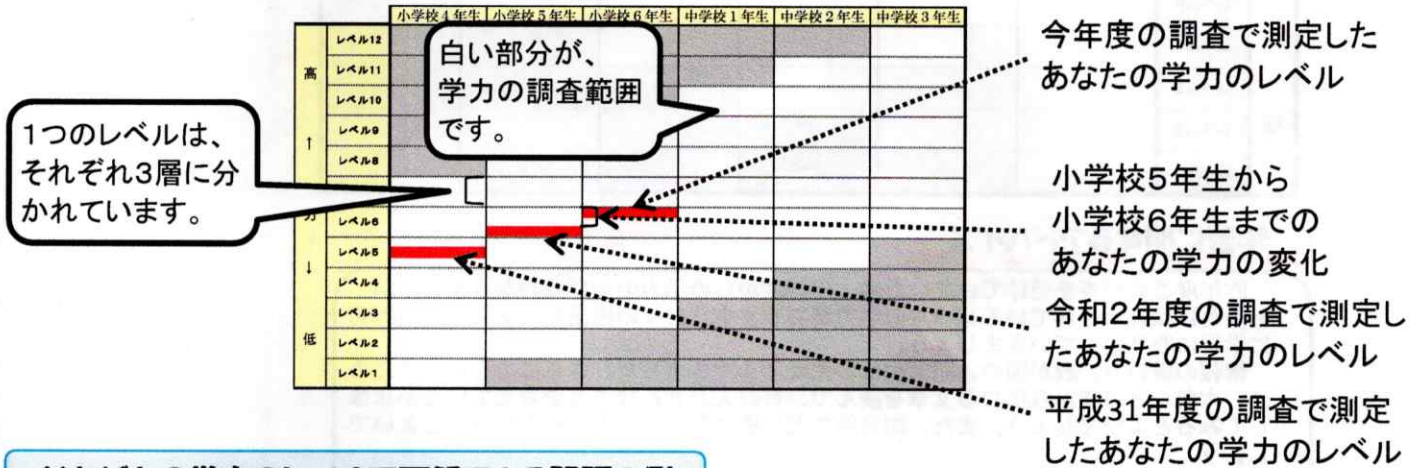 小学校4年生 小学校5年生 小学校6年生 中学校1年生 中学校2年生 中学校3年生
高
↑
力
↓
低
レベル12
レベル11
レベル10
レベル9
レベル8
レベル6
レベル5
レベル4
レベル3
レベル2
レベル1
白い部分が、
学力の調査範囲
です。
1つのレベルは、
それぞれ3層に分
かれています。
今年度の調査で測定した
あなたの学力のレベル
小学校5年生から
小学校6年生までの
あなたの学力の変化
令和2年度の調査で測定し
たあなたの学力のレベル
平成31年度の調査で測定
したあなたの学力のレベル